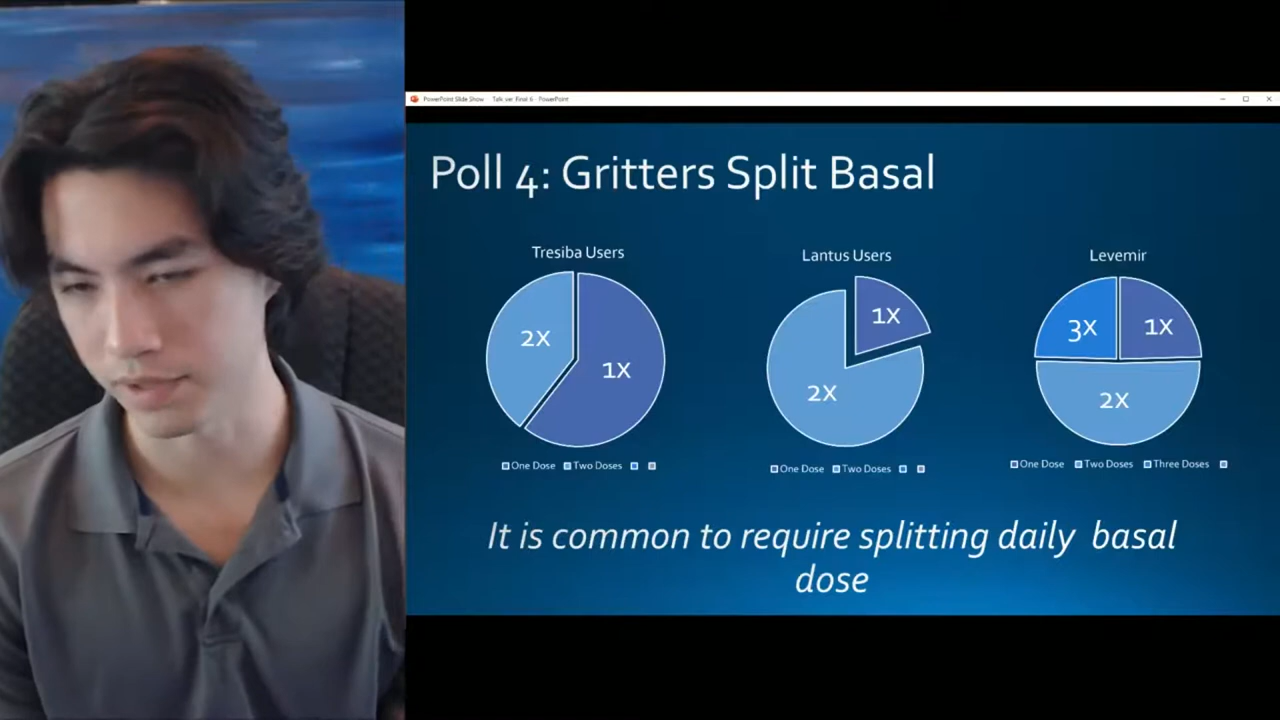 PowerPoint Slide Show - Talk ver Final 6 - PowerPoint
Poll 4: Gritters Split Basal
Tresiba Users
2X
1X
One Dose Two Doses
Lantus Users
1X
2X
One Dose Two Doses
Levemir
3X
1X
2X
One Dose Two Doses Three Doses
It is common to require splitting daily basal
dose